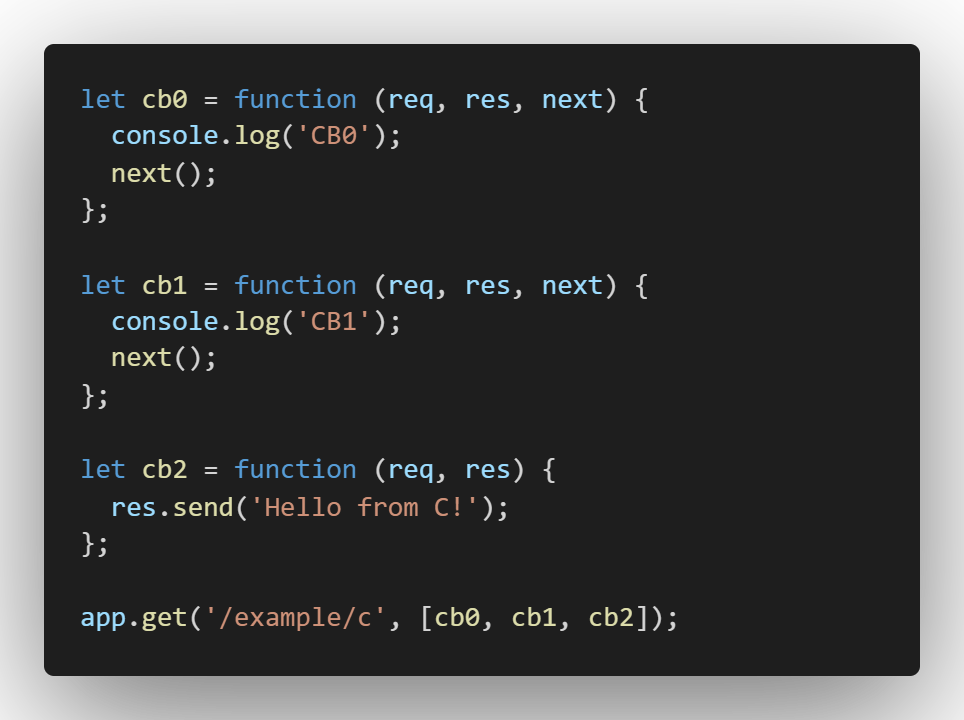 let cb0 = function (req, res, next) {
  console.log('CB0');
  next();
};

let cb1 = function (req, res, next) {
  console.log('CB1');
  next();
};

let cb2 = function (req, res) {
  res.send('Hello from C!');
};

app.get('/example/c', [cb0, cb1, cb2]);